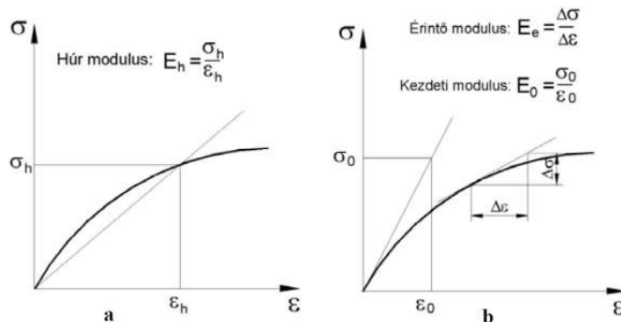 σ
Húr modulus: E_h = σ_h/ε_h
σ_h
ε_h
ε
a
σ
Érintő modulus: E_e = Δσ/Δε
Kezdeti modulus: E_0 = σ_0/ε_0
σ_0
Δσ
Δε
ε_0
ε
b